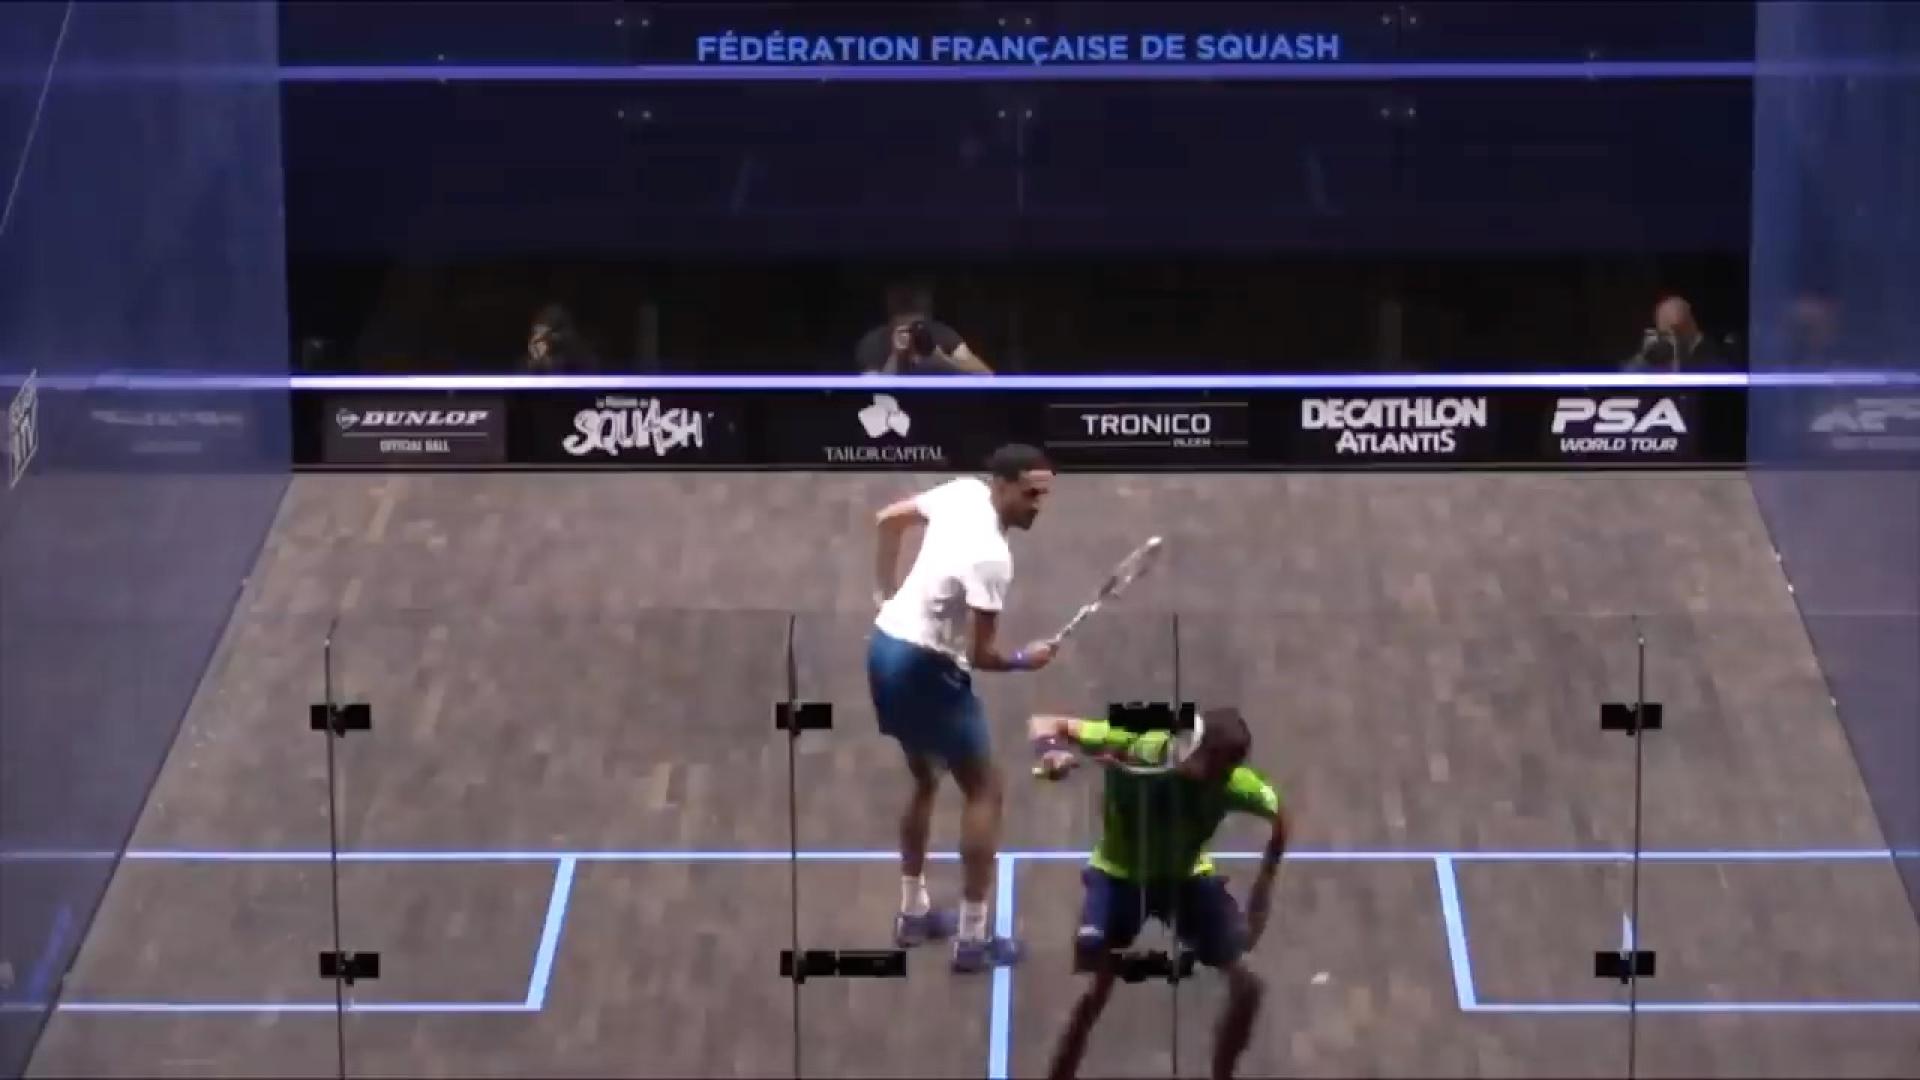 FÉDÉRATION FRANÇAISE DE SQUASH
DUNLOP
OFFICIAL BALL
SQUASH
TAILOR CAPITAL
TRONICO
DECATHLON
ATLANTIS
PSA
WORLD TOUR